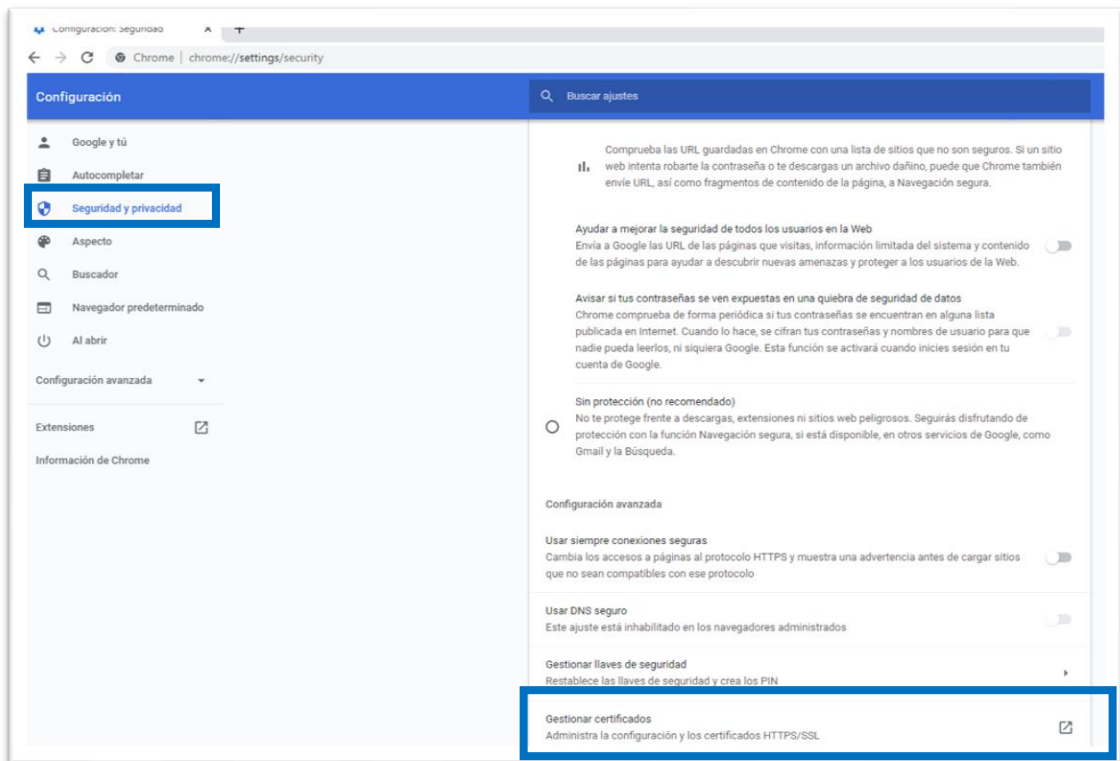 Configuración: Seguridad
Chrome | chrome://settings/security
Configuración
Buscar ajustes
Google y tú
Autocompletar
Seguridad y privacidad
Aspecto
Buscador
Navegador predeterminado
Al abrir
Configuración avanzada
Extensiones
Información de Chrome
Comprueba las URL guardadas en Chrome con una lista de sitios que no son seguros. Si un sitio
web intenta robarte la contraseña o te descargas un archivo dañino, puede que Chrome también
envíe URL, así como fragmentos de contenido de la página, a Navegación segura.
Ayudar a mejorar la seguridad de todos los usuarios en la Web
Envía a Google las URL de las páginas que visitas, información limitada del sistema y contenido
de las páginas para ayudar a descubrir nuevas amenazas y proteger a los usuarios de la Web.
Avisar si tus contraseñas se ven expuestas en una quiebra de seguridad de datos
Chrome comprueba de forma periódica si tus contraseñas se encuentran en alguna lista
publicada en Internet. Cuando lo hace, se cifran tus contraseñas y nombres de usuario para que
nadie pueda leerlos, ni siquiera Google. Esta función se activará cuando inicies sesión en tu
cuenta de Google.
Sin protección (no recomendado)
No te protege frente a descargas, extensiones ni sitios web peligrosos. Seguirás disfrutando de
protección con la función Navegación segura, si está disponible, en otros servicios de Google, como
Gmail y la Búsqueda.
Configuración avanzada
Usar siempre conexiones seguras
Cambia los accesos a páginas al protocolo HTTPS y muestra una advertencia antes de cargar sitios
que no sean compatibles con ese protocolo
Usar DNS seguro
Este ajuste está inhabilitado en los navegadores administrados
Gestionar llaves de seguridad
Restablece las llaves de seguridad y crea los PIN
Gestionar certificados
Administra la configuración y los certificados HTTPS/SSL